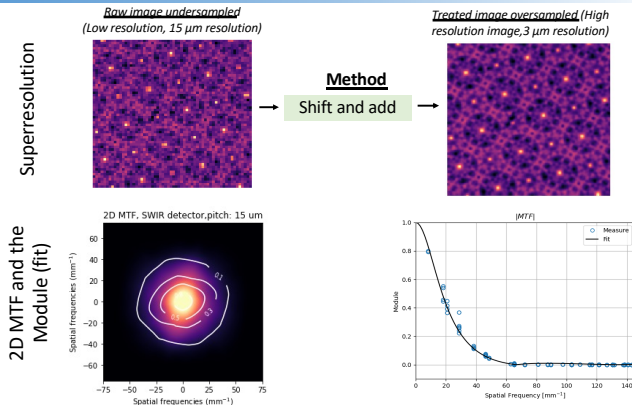 Raw image undersampled
(Low resolution, 15 µm resolution)
Treated image oversampled (High
resolution image,3 µm resolution)
Superresolution
Method
Shift and add
2D MTF and the
Module (fit)
2D MTF, SWIR detector,pitch: 15 um
Spatial frequencies (mm⁻¹)
60
40
20
0
−20
−40
−60
0.1
0.3
0.5
−75 −50 −25 0 25 50 75
Spatial frequencies (mm⁻¹)
|MTF|
Measure
Fit
Module
1.0
0.8
0.6
0.4
0.2
0.0
0 20 40 60 80 100 120 140
Spatial Frequency [mm⁻¹]